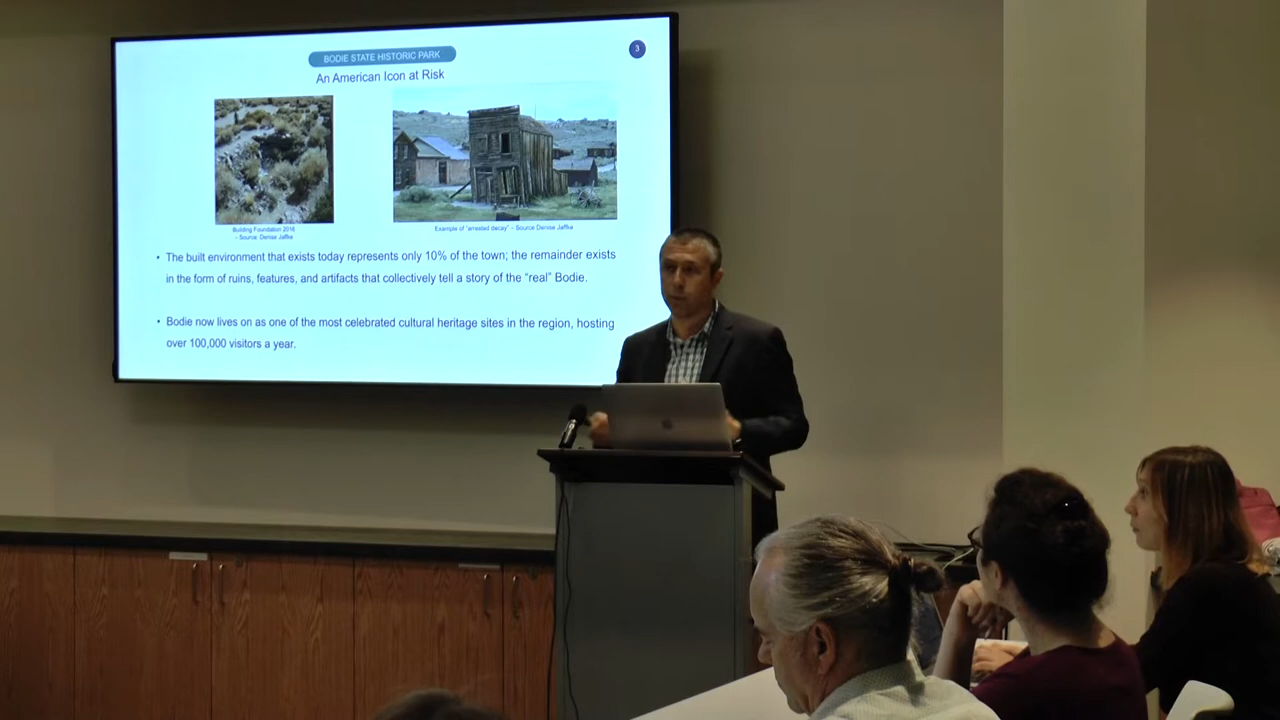 BODIE STATE HISTORIC PARK
3
An American Icon at Risk
Building Foundation 2016
– Source: Denise Jaffke
Example of "arrested decay" – Source Denise Jaffke
• The built environment that exists today represents only 10% of the town; the remainder exists
in the form of ruins, features, and artifacts that collectively tell a story of the "real" Bodie.
• Bodie now lives on as one of the most celebrated cultural heritage sites in the region, hosting
over 100,000 visitors a year.